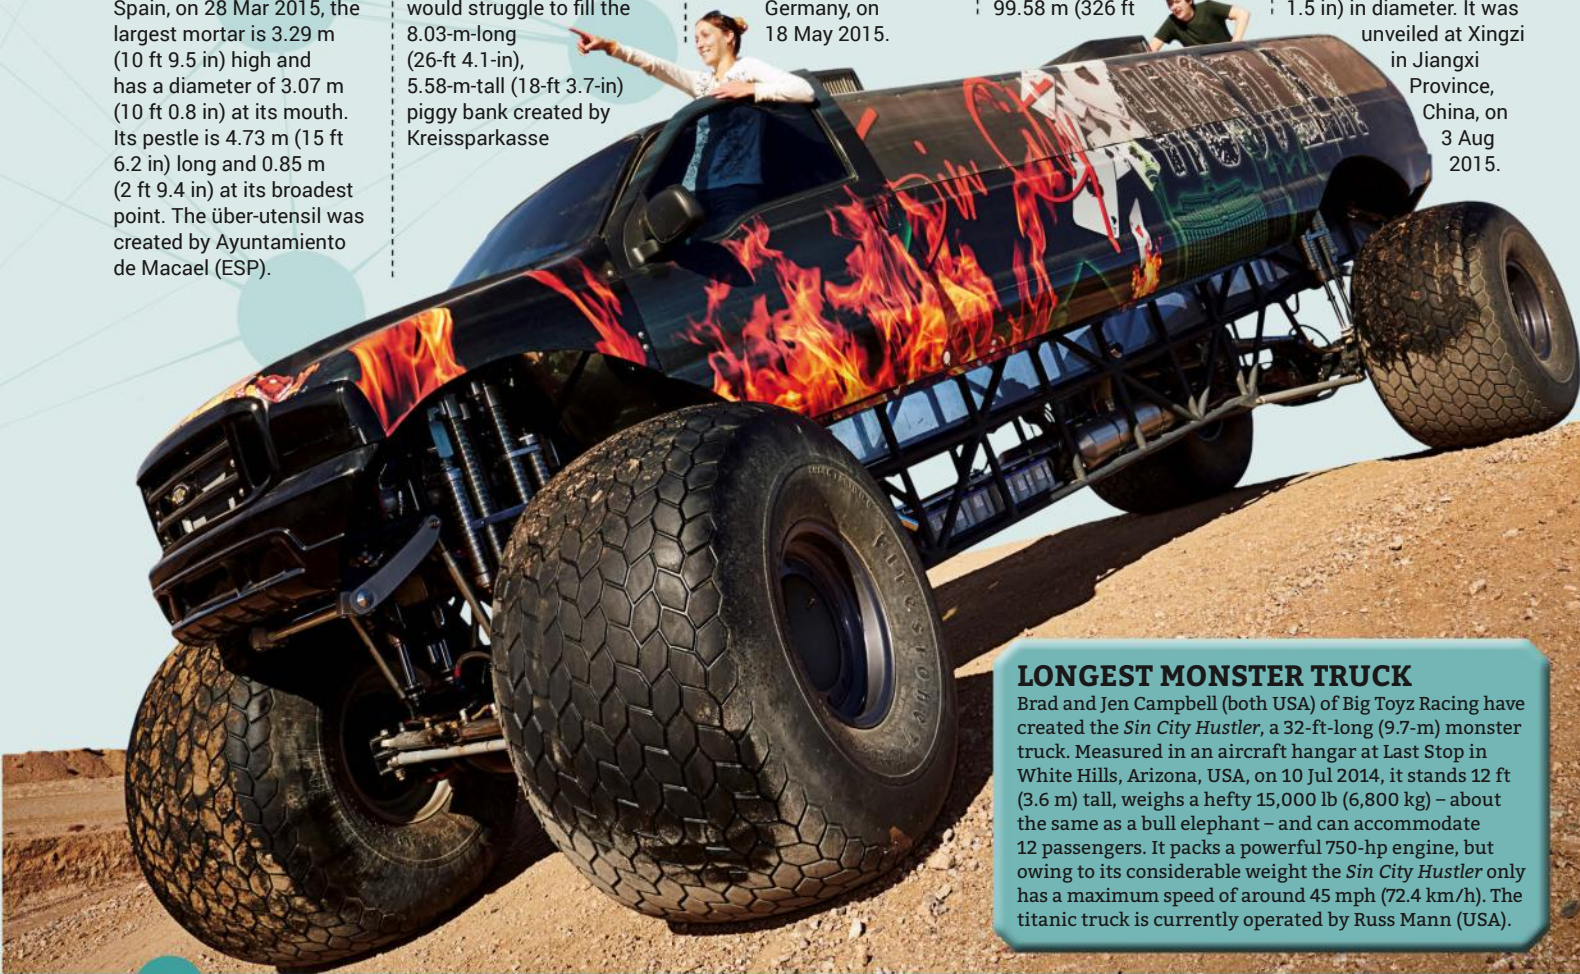 Spain, on 28 Mar 2015, the
largest mortar is 3.29 m
(10 ft 9.5 in) high and
has a diameter of 3.07 m
(10 ft 0.8 in) at its mouth.
Its pestle is 4.73 m (15 ft
6.2 in) long and 0.85 m
(2 ft 9.4 in) at its broadest
point. The über-utensil was
created by Ayuntamiento
de Macael (ESP).
would struggle to fill the
8.03-m-long
(26-ft 4.1-in),
5.58-m-tall (18-ft 3.7-in)
piggy bank created by
Kreissparkasse
Germany, on
18 May 2015.
99.58 m (326 ft
1.5 in) in diameter. It was
unveiled at Xingzi
in Jiangxi
Province,
China, on
3 Aug
2015.
Sin City
HUSTLER
Firestone
LONGEST MONSTER TRUCK
Brad and Jen Campbell (both USA) of Big Toyz Racing have
created the Sin City Hustler, a 32-ft-long (9.7-m) monster
truck. Measured in an aircraft hangar at Last Stop in
White Hills, Arizona, USA, on 10 Jul 2014, it stands 12 ft
(3.6 m) tall, weighs a hefty 15,000 lb (6,800 kg) – about
the same as a bull elephant – and can accommodate
12 passengers. It packs a powerful 750-hp engine, but
owing to its considerable weight the Sin City Hustler only
has a maximum speed of around 45 mph (72.4 km/h). The
titanic truck is currently operated by Russ Mann (USA).